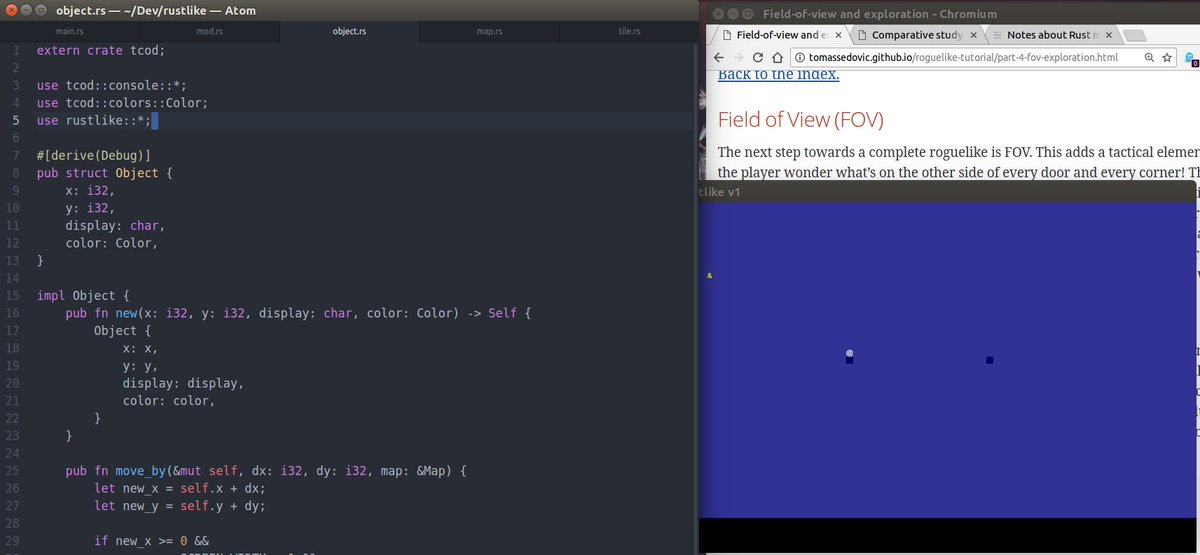 object.rs — ~/Dev/rustlike — Atom
main.rs mod.rs object.rs map.rs tile.rs
1 extern crate tcod;
2
3 use tcod::console::*;
4 use tcod::colors::Color;
5 use rustlike::*;
6
7 #[derive(Debug)]
8 pub struct Object {
9 x: i32,
10 y: i32,
11 display: char,
12 color: Color,
13 }
14
15 impl Object {
16 pub fn new(x: i32, y: i32, display: char, color: Color) -> Self {
17 Object {
18 x: x,
19 y: y,
20 display: display,
21 color: color,
22 }
23 }
24
25 pub fn move_by(&mut self, dx: i32, dy: i32, map: &Map) {
26 let new_x = self.x + dx;
27 let new_y = self.y + dy;
28
29 if new_x >= 0 &&
Field-of-view and exploration - Chromium
Field-of-view and e Comparative study Notes about Rust m
tomassedovic.github.io/roguelike-tutorial/part-4-fov-exploration.html
Back to the index.
Field of View (FOV)
The next step towards a complete roguelike is FOV. This adds a tactical elemen
the player wonder what's on the other side of every door and every corner! Th
tlike v1
&
@